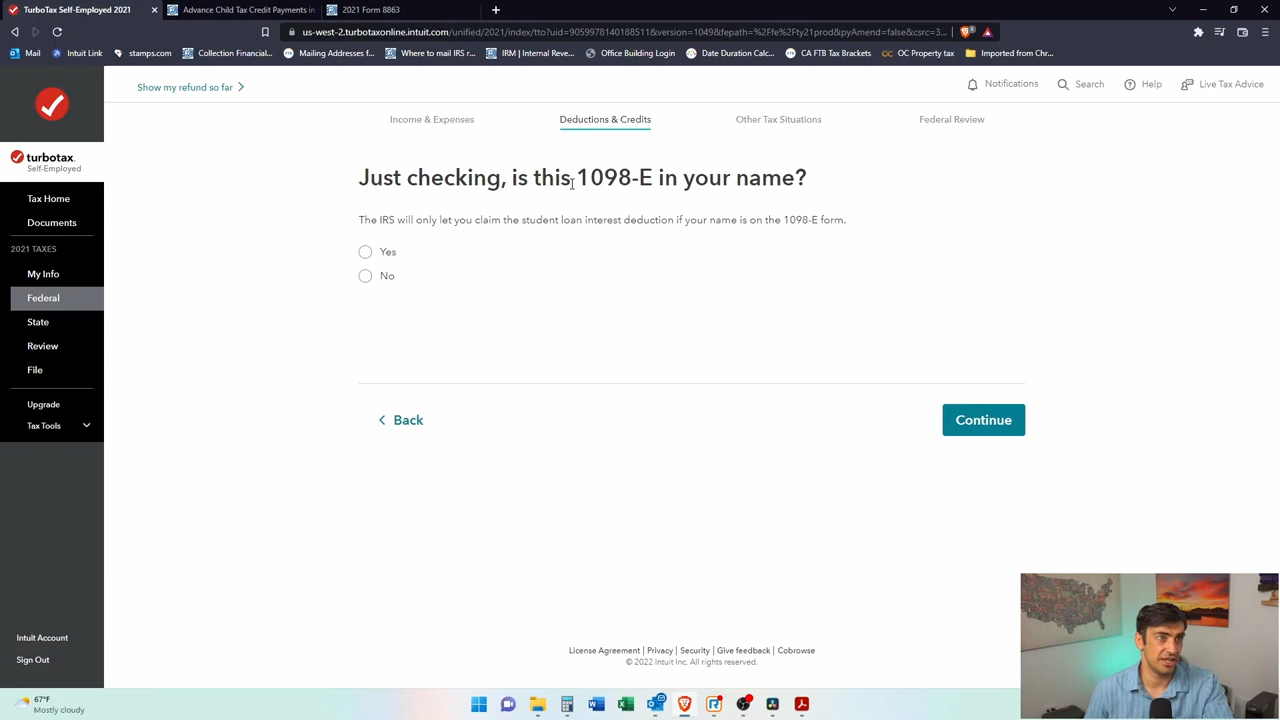 TurboTax Self-Employed 2021
Advance Child Tax Credit Payments in
2021 Form 8863
us-west-2.turbotaxonline.intuit.com/unified/2021/index/tto?uid=9059978140188511&version=1049&fepath=%2Ffe%2Fty21prod&pyAmend=false&csrc=3...
Mail
Intuit Link
stamps.com
Collection Financial...
Mailing Addresses f...
Where to mail IRS r...
IRM | Internal Reve...
Office Building Login
Date Duration Calc...
CA FTB Tax Brackets
OC Property tax
Imported from Chr...
Show my refund so far
Notifications
Search
Help
Live Tax Advice
Income & Expenses
Deductions & Credits
Other Tax Situations
Federal Review
turbotax
Self-Employed
Tax Home
Documents
2021 TAXES
My Info
Federal
State
Review
File
Upgrade
Tax Tools
Intuit Account
Sign Out
Just checking, is this 1098-E in your name?
The IRS will only let you claim the student loan interest deduction if your name is on the 1098-E form.
Yes
No
Back
Continue
License Agreement | Privacy | Security | Give feedback | Cobrowse
© 2022 Intuit Inc. All rights reserved.
67°F
Mostly cloudy